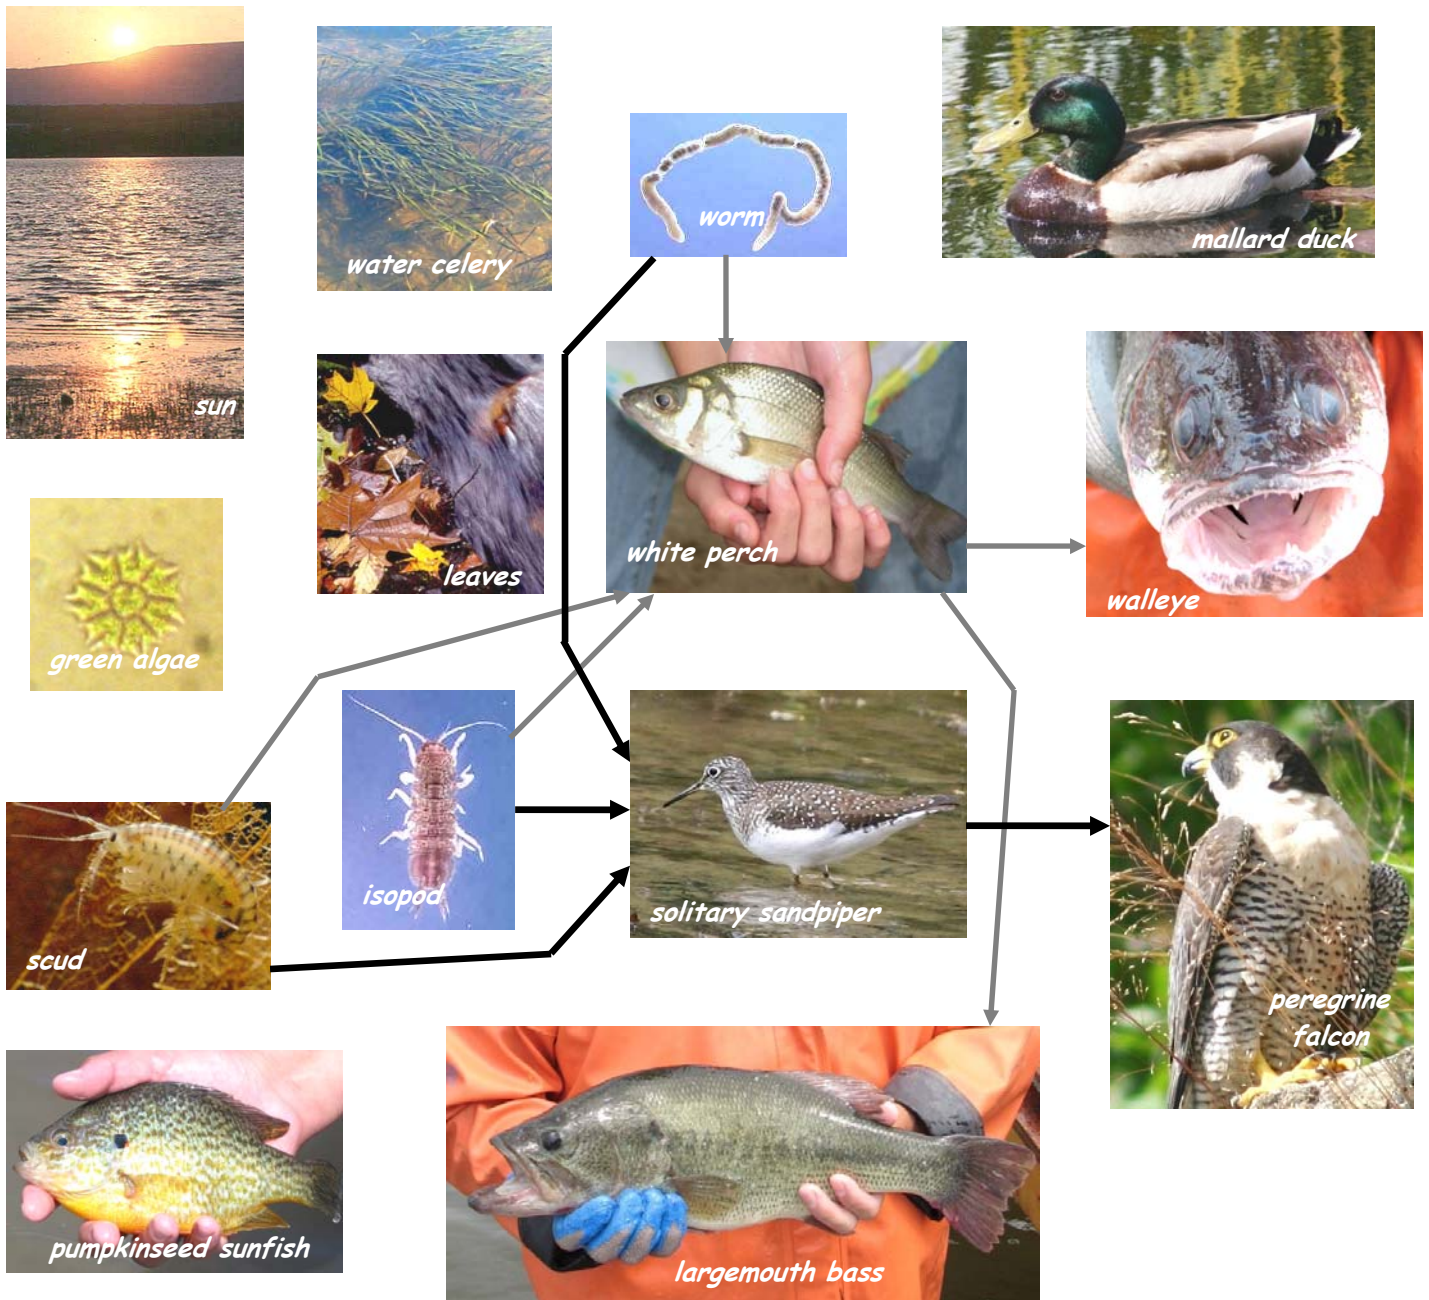 sun
water celery
worm
mallard duck
leaves
white perch
walleye
green algae
isopod
solitary sandpiper
scud
peregrine
falcon
pumpkinseed sunfish
largemouth bass